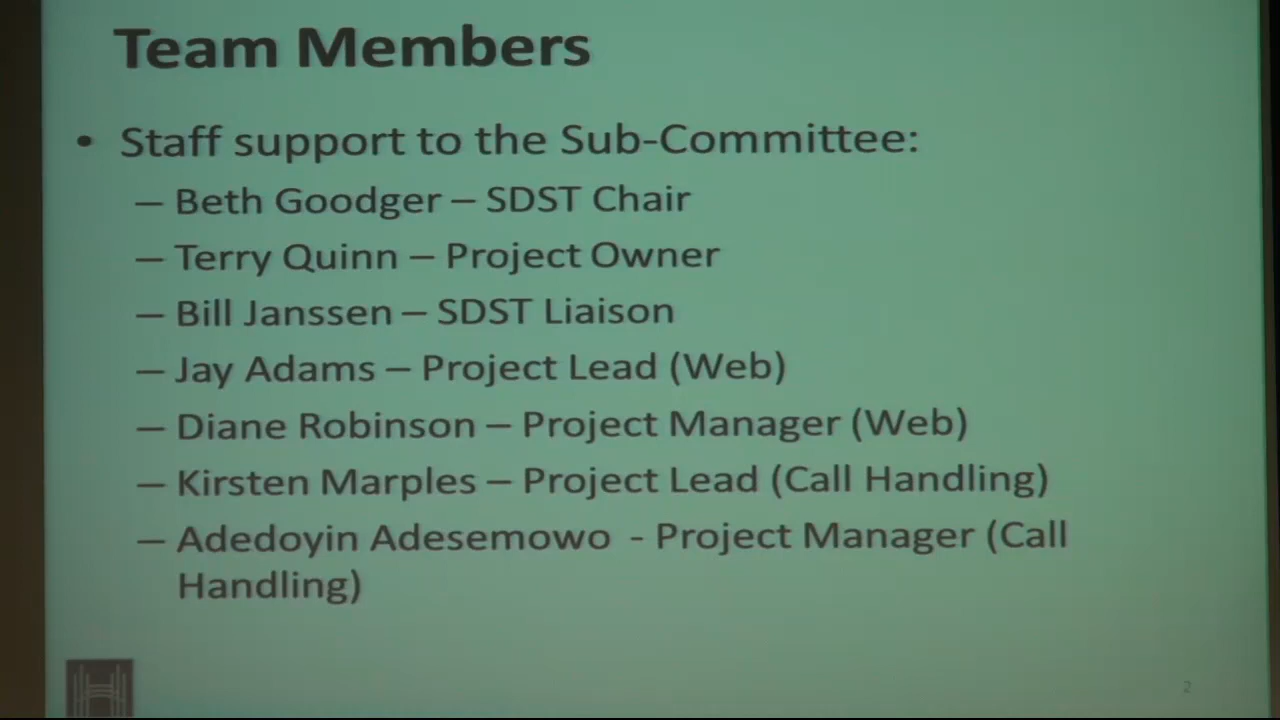 Team Members
• Staff support to the Sub-Committee:
– Beth Goodger – SDST Chair
– Terry Quinn – Project Owner
– Bill Janssen – SDST Liaison
– Jay Adams – Project Lead (Web)
– Diane Robinson – Project Manager (Web)
– Kirsten Marples – Project Lead (Call Handling)
– Adedoyin Adesemowo - Project Manager (Call
Handling)
2